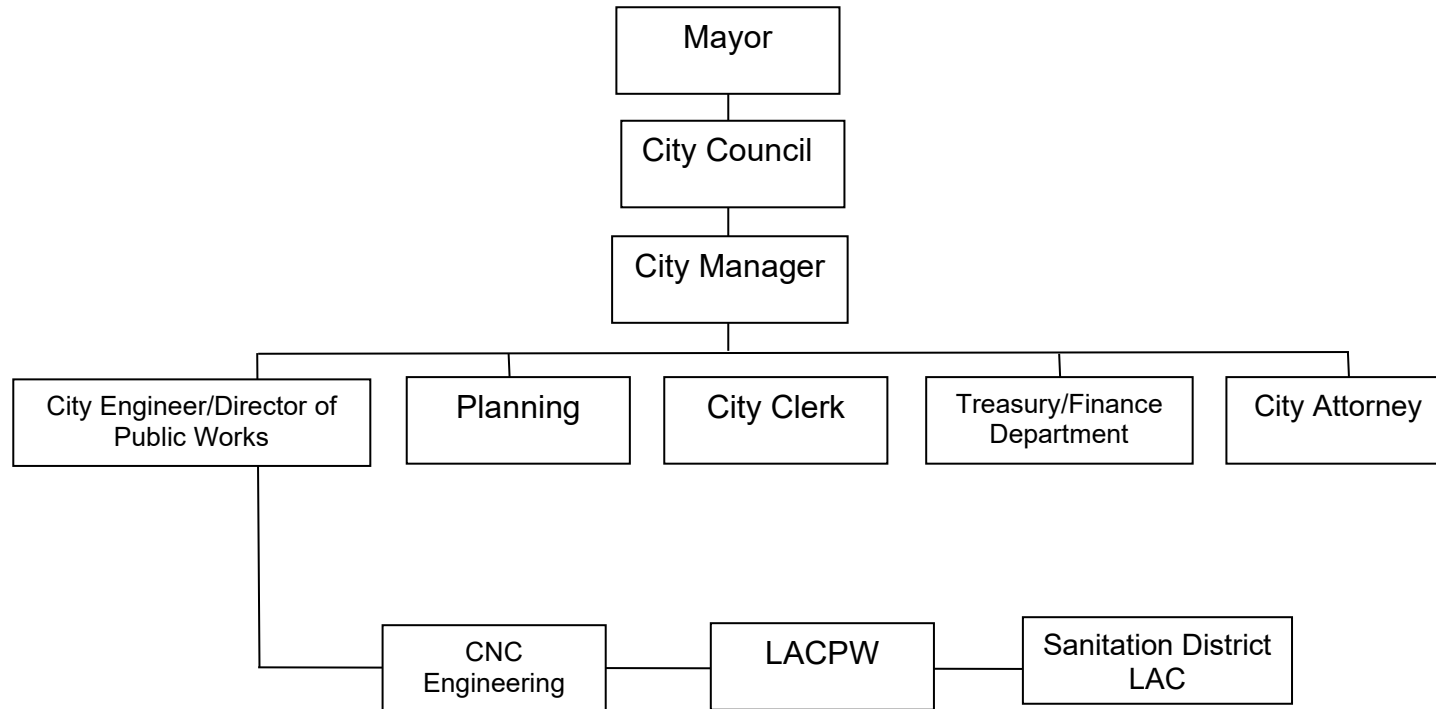 Mayor
City Council
City Manager
City Engineer/Director of
Public Works
Planning
City Clerk
Treasury/Finance
Department
City Attorney
CNC
Engineering
LACPW
Sanitation District
LAC